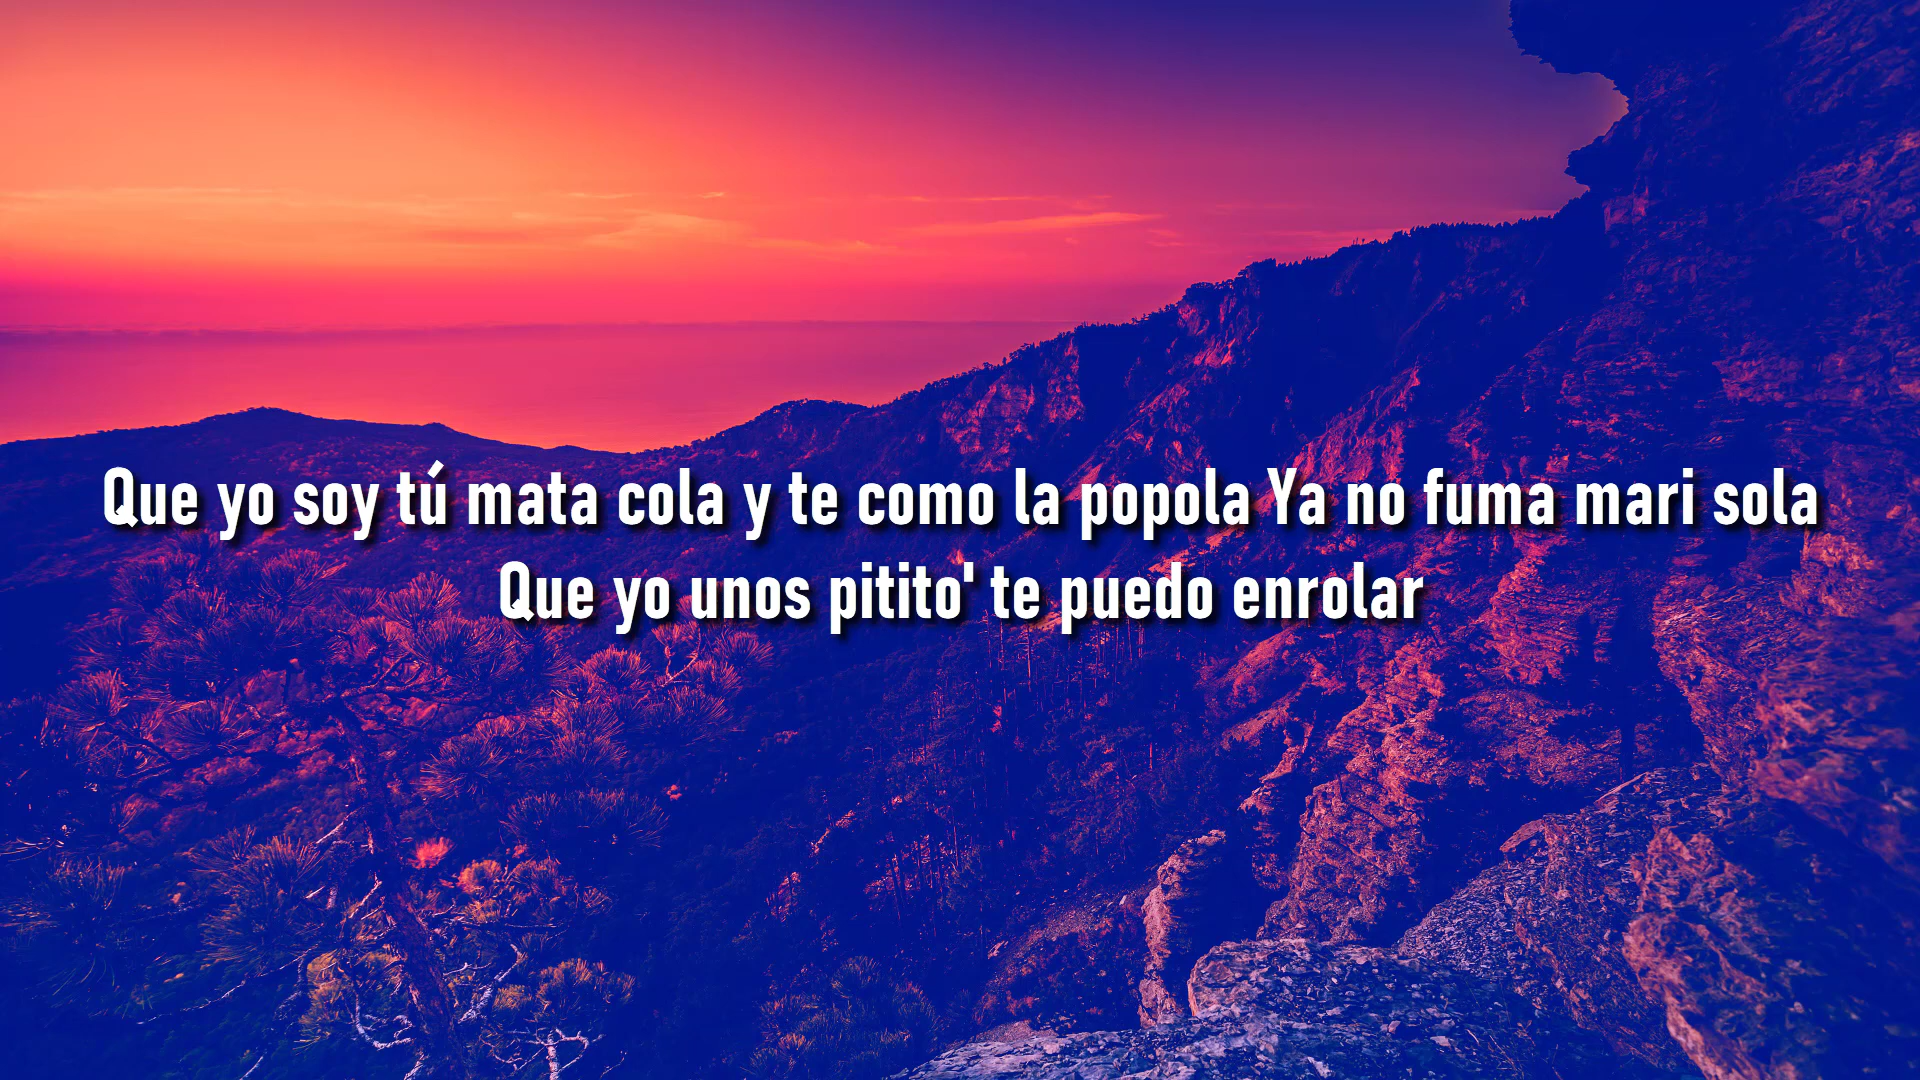 Que yo soy tú mata cola y te como la popola Ya no fuma mari sola
Que yo unos pitito' te puedo enrolar